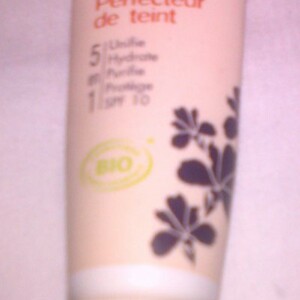 Perfecteur
de teint
5 en 1
Unifie
Hydrate
Purifie
Protège
SPF 10
BIO